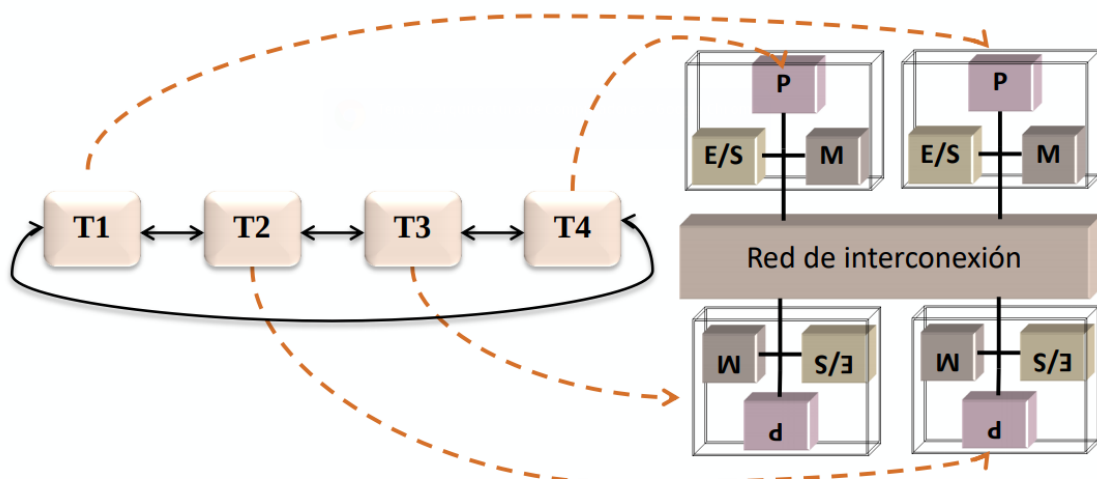 P
P
E/S
M
E/S
M
T1
T2
T3
T4
Red de interconexión
M
E/S
M
E/S
P
P